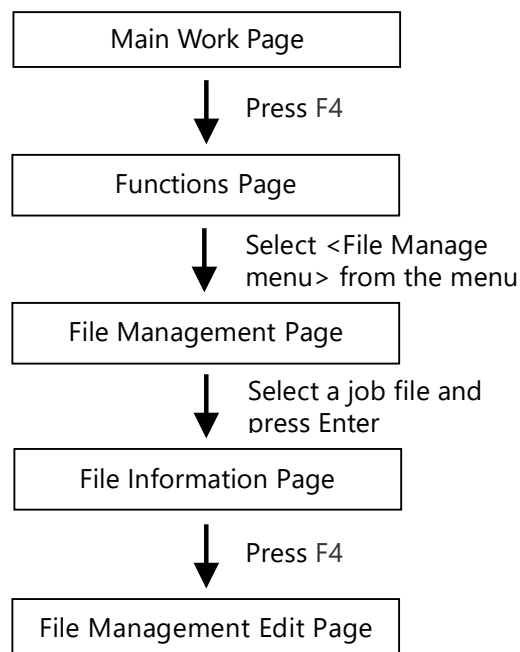 Main Work Page
Press F4
Functions Page
Select <File Manage
menu> from the menu
File Management Page
Select a job file and
press Enter
File Information Page
Press F4
File Management Edit Page